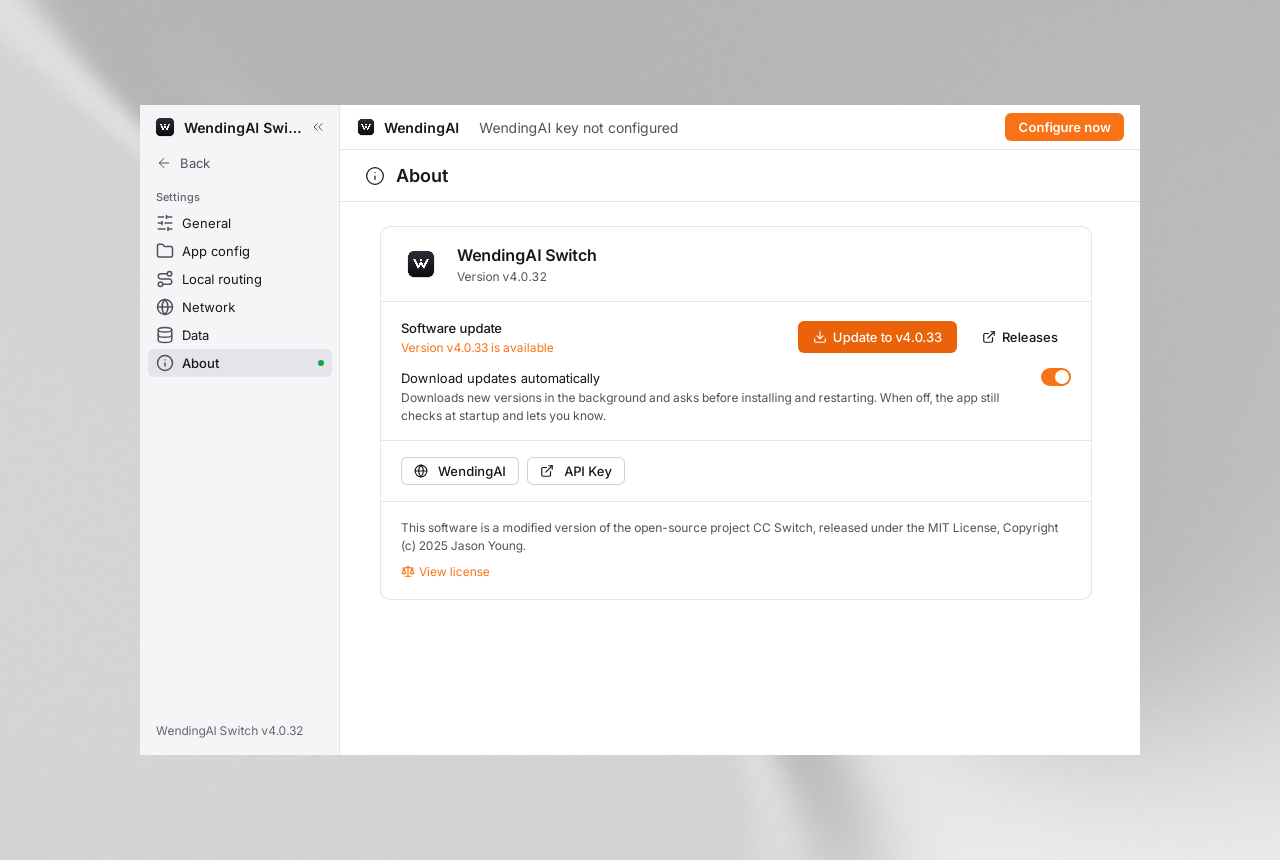 WendingAI Swi...
Back
Settings
General
App config
Local routing
Network
Data
About
WendingAI Switch v4.0.32
WendingAI
WendingAI key not configured
Configure now
About
WendingAI Switch
Version v4.0.32
Software update
Version v4.0.33 is available
Update to v4.0.33
Releases
Download updates automatically
Downloads new versions in the background and asks before installing and restarting. When off, the app still
checks at startup and lets you know.
WendingAI
API Key
This software is a modified version of the open-source project CC Switch, released under the MIT License, Copyright
(c) 2025 Jason Young.
View license